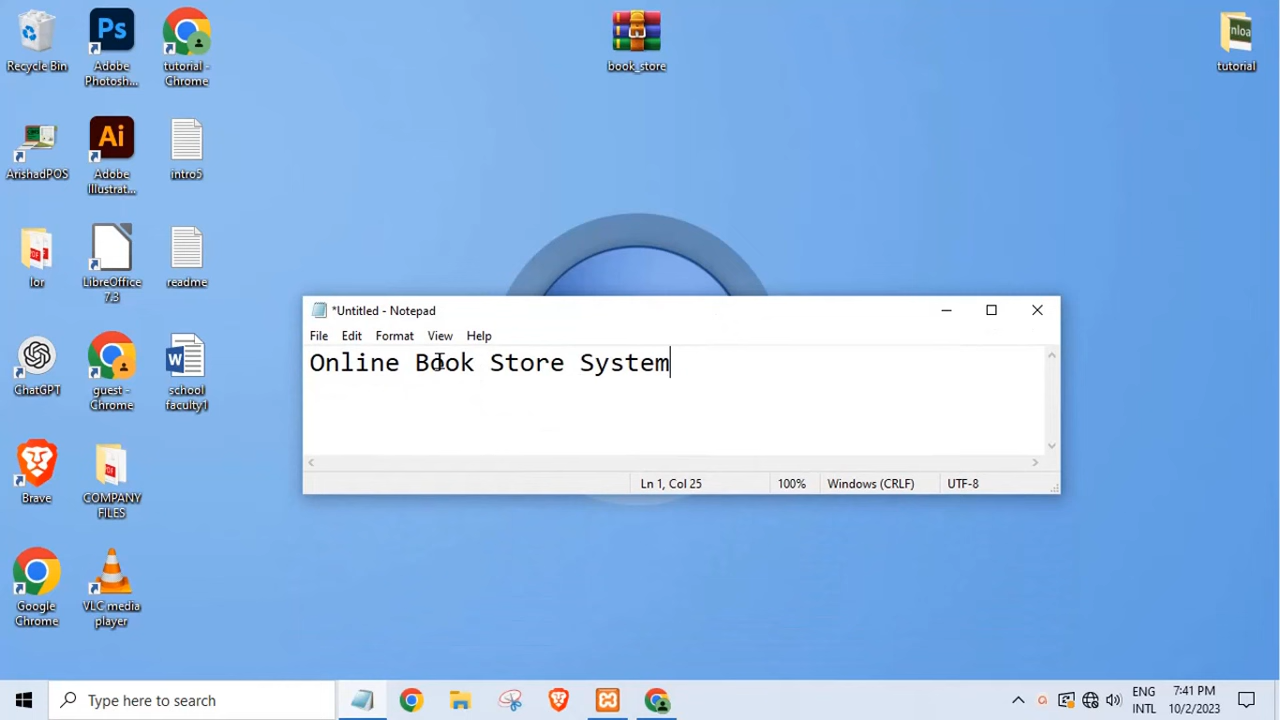 Recycle Bin
Adobe Photosh...
tutorial - Chrome
book_store
nloa
tutorial
ArishadPOS
Adobe Illustrat...
intro5
lor
LibreOffice 7.3
readme
ChatGPT
guest - Chrome
school faculty1
Brave
COMPANY FILES
Google Chrome
VLC media player
*Untitled - Notepad
File Edit Format View Help
Online Book Store System
Ln 1, Col 25 100% Windows (CRLF) UTF-8
Type here to search
ENG INTL
7:41 PM
10/2/2023